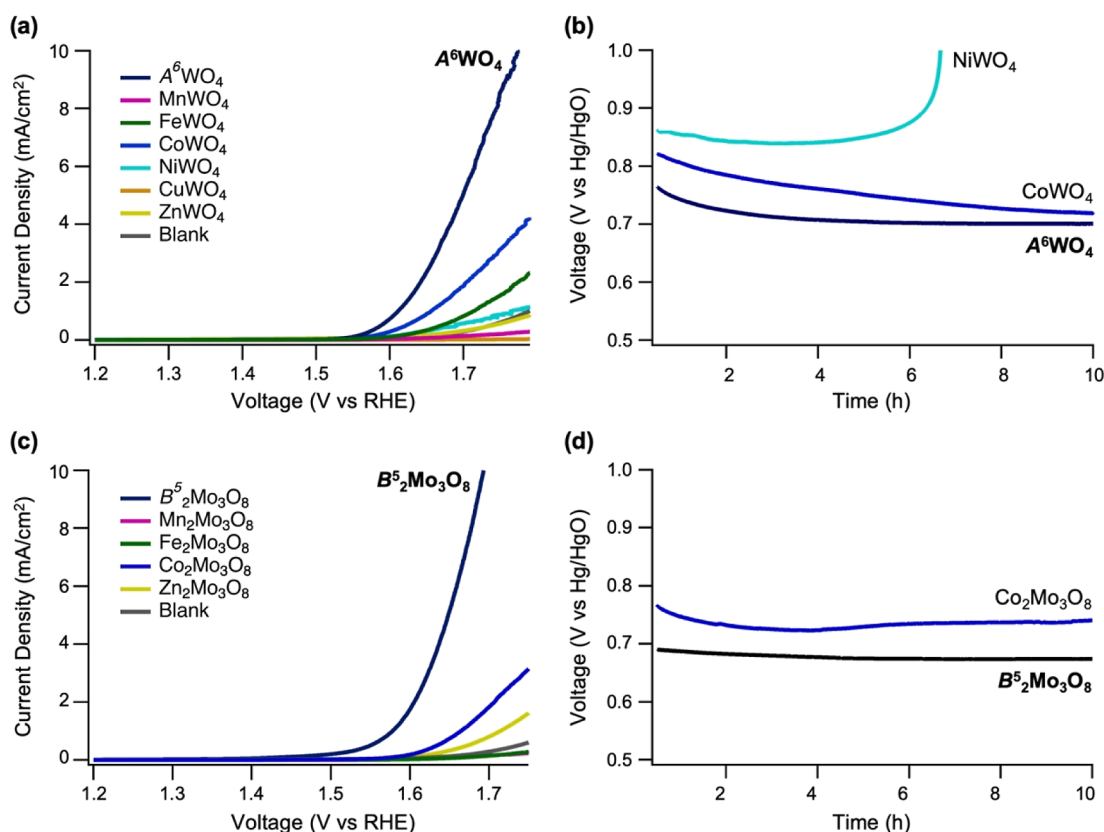 (a)
10
8
6
4
2
0
Current Density (mA/cm²)
A⁶WO₄
MnWO₄
FeWO₄
CoWO₄
NiWO₄
CuWO₄
ZnWO₄
Blank
A⁶WO₄
1.2 1.3 1.4 1.5 1.6 1.7
Voltage (V vs RHE)
(b)
1.0
0.9
0.8
0.7
0.6
0.5
Voltage (V vs Hg/HgO)
NiWO₄
CoWO₄
A⁶WO₄
2 4 6 8 10
Time (h)
(c)
10
8
6
4
2
0
Current Density (mA/cm²)
B⁵₂Mo₃O₈
Mn₂Mo₃O₈
Fe₂Mo₃O₈
Co₂Mo₃O₈
Zn₂Mo₃O₈
Blank
B⁵₂Mo₃O₈
1.2 1.3 1.4 1.5 1.6 1.7
Voltage (V vs RHE)
(d)
1.0
0.9
0.8
0.7
0.6
0.5
Voltage (V vs Hg/HgO)
Co₂Mo₃O₈
B⁵₂Mo₃O₈
2 4 6 8 10
Time (h)